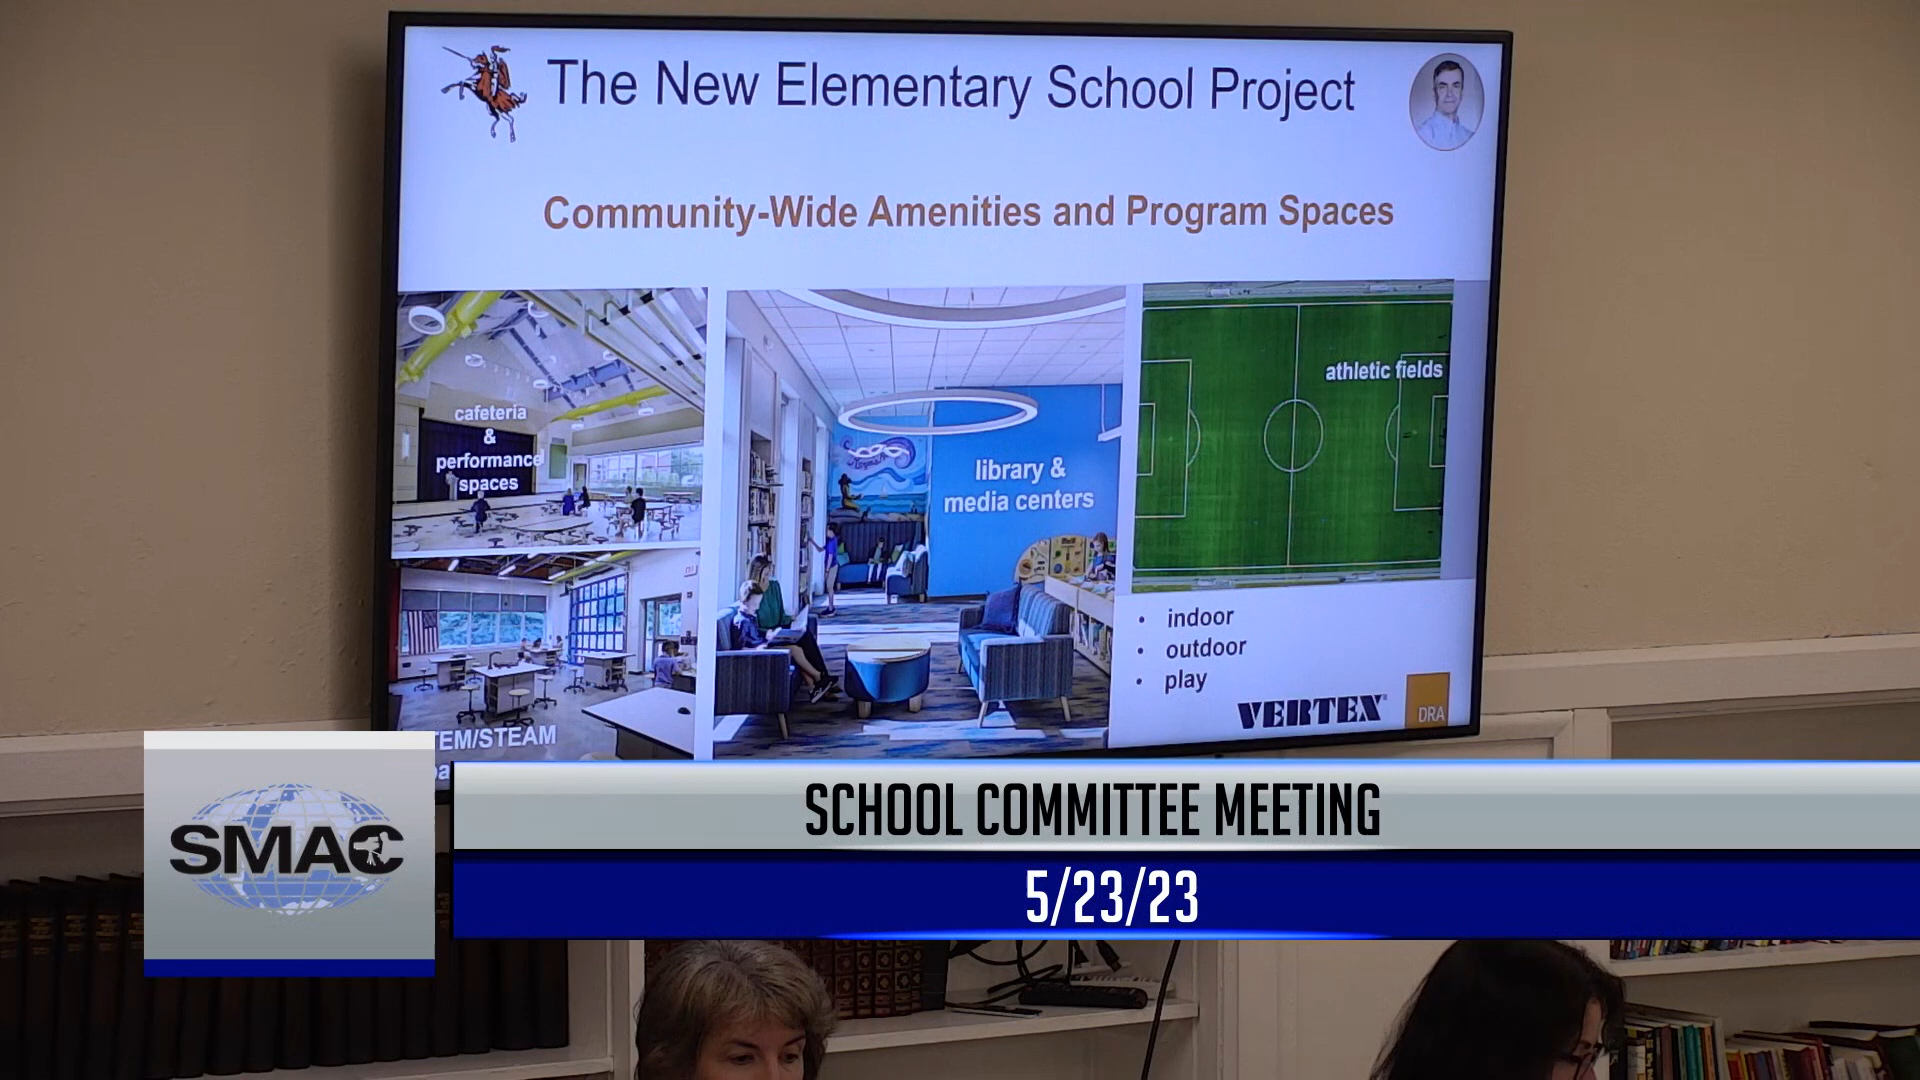 The New Elementary School Project
Community-Wide Amenities and Program Spaces
cafeteria
&
performance
spaces
library &
media centers
athletic fields
TEM/STEAM
• indoor
• outdoor
• play
VERTEX
DRA
SMAC
SCHOOL COMMITTEE MEETING
5/23/23